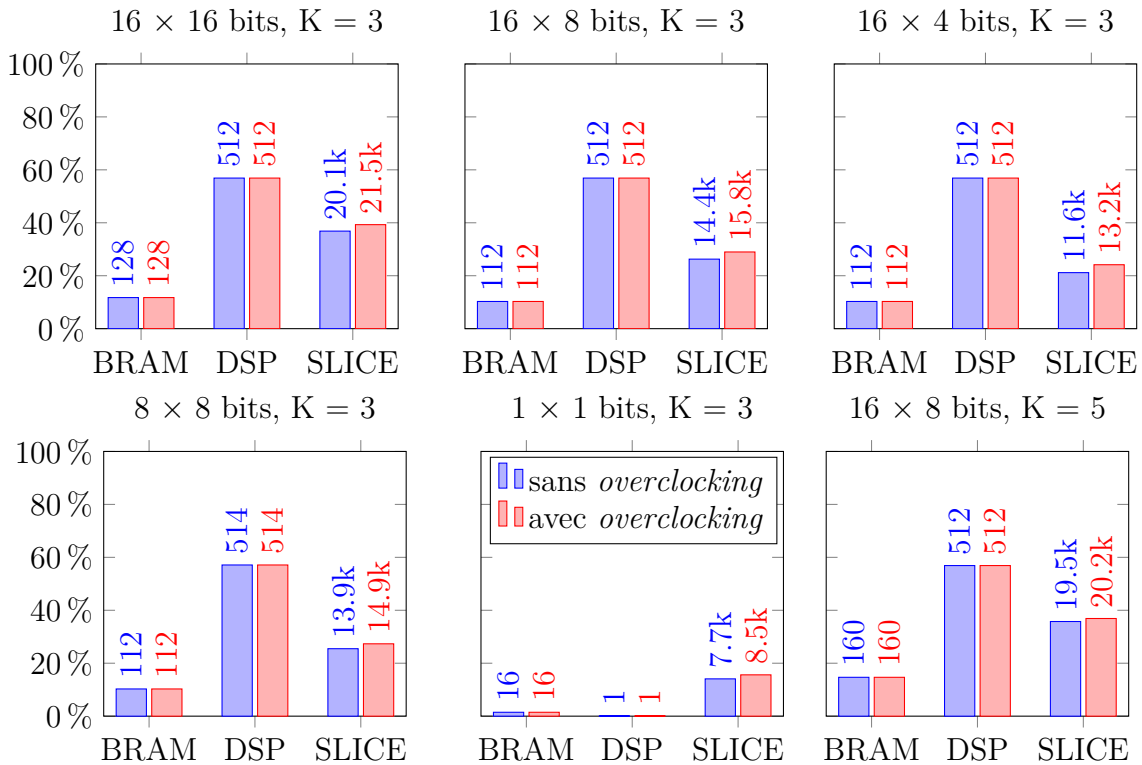 16 × 16 bits, K = 3
16 × 8 bits, K = 3
16 × 4 bits, K = 3
100 %
80 %
60 %
40 %
20 %
0 %
128
128
512
512
20.1k
21.5k
BRAM DSP SLICE
112
112
512
512
14.4k
15.8k
BRAM DSP SLICE
112
112
512
512
11.6k
13.2k
BRAM DSP SLICE
8 × 8 bits, K = 3
1 × 1 bits, K = 3
16 × 8 bits, K = 5
100 %
80 %
60 %
40 %
20 %
0 %
112
112
514
514
13.9k
14.9k
BRAM DSP SLICE
sans overclocking
avec overclocking
16
16
1
1
7.7k
8.5k
BRAM DSP SLICE
160
160
512
512
19.5k
20.2k
BRAM DSP SLICE